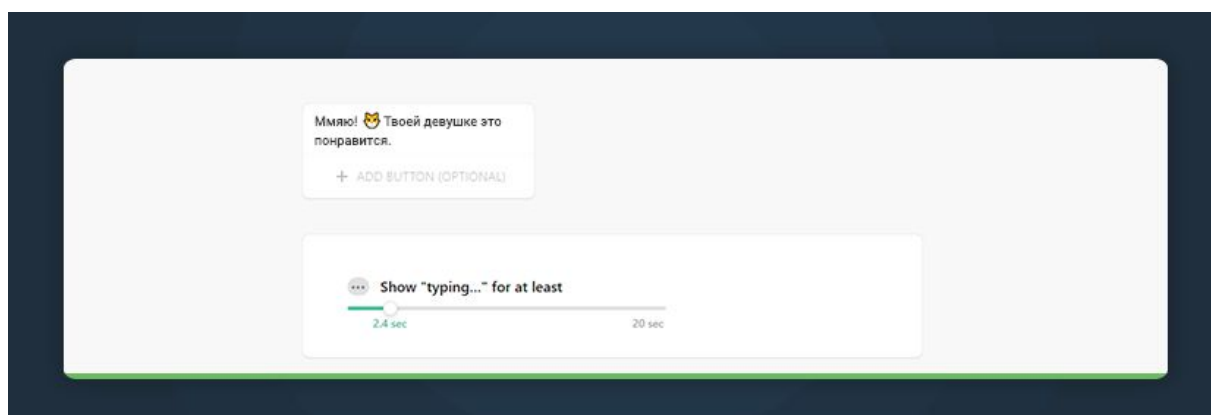 Ммяю! 😼 Твоей девушке это
понравится.
+ ADD BUTTON (OPTIONAL)
Show "typing..." for at least
2.4 sec 20 sec